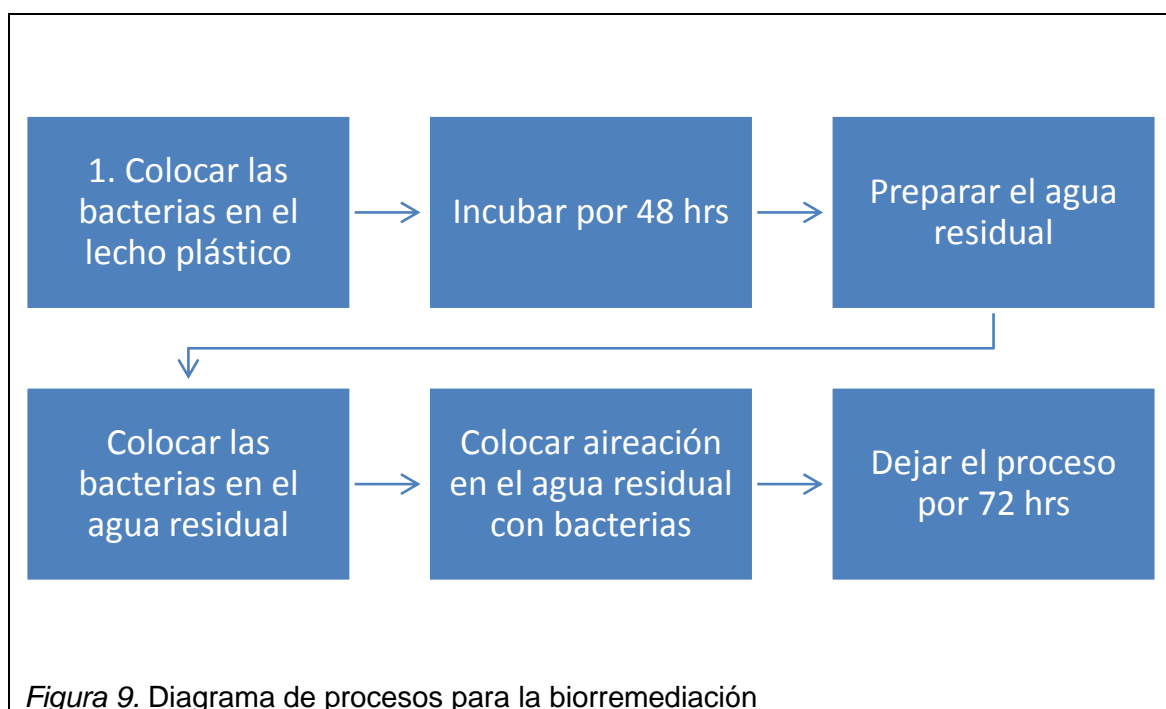 1. Colocar las
bacterias en el
lecho plástico
Incubar por 48 hrs
Preparar el agua
residual
Colocar las
bacterias en el
agua residual
Colocar aireación
en el agua residual
con bacterias
Dejar el proceso
por 72 hrs
Figura 9. Diagrama de procesos para la biorremediación